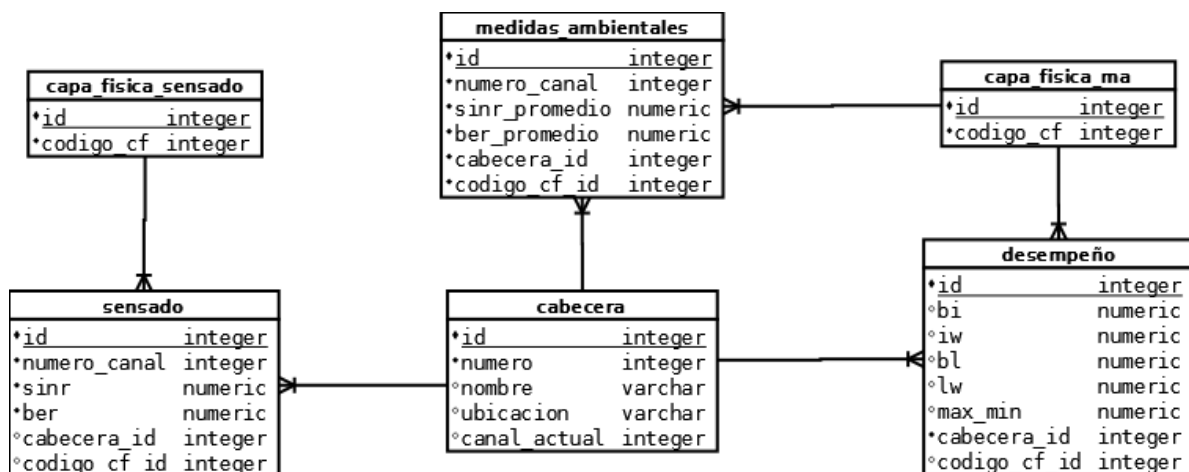 medidas_ambientales
id integer
numero_canal integer
sinr_promedio numeric
ber_promedio numeric
cabecera_id integer
codigo_cf_id integer
capa_fisica_sensado
id integer
codigo_cf integer
capa_fisica_ma
id integer
codigo_cf integer
sensado
id integer
numero_canal integer
sinr numeric
ber numeric
cabecera_id integer
codigo_cf_id integer
cabecera
id integer
numero integer
nombre varchar
ubicacion varchar
canal_actual integer
desempeño
id integer
bi numeric
iw numeric
bl numeric
lw numeric
max_min numeric
cabecera_id integer
codigo_cf_id integer